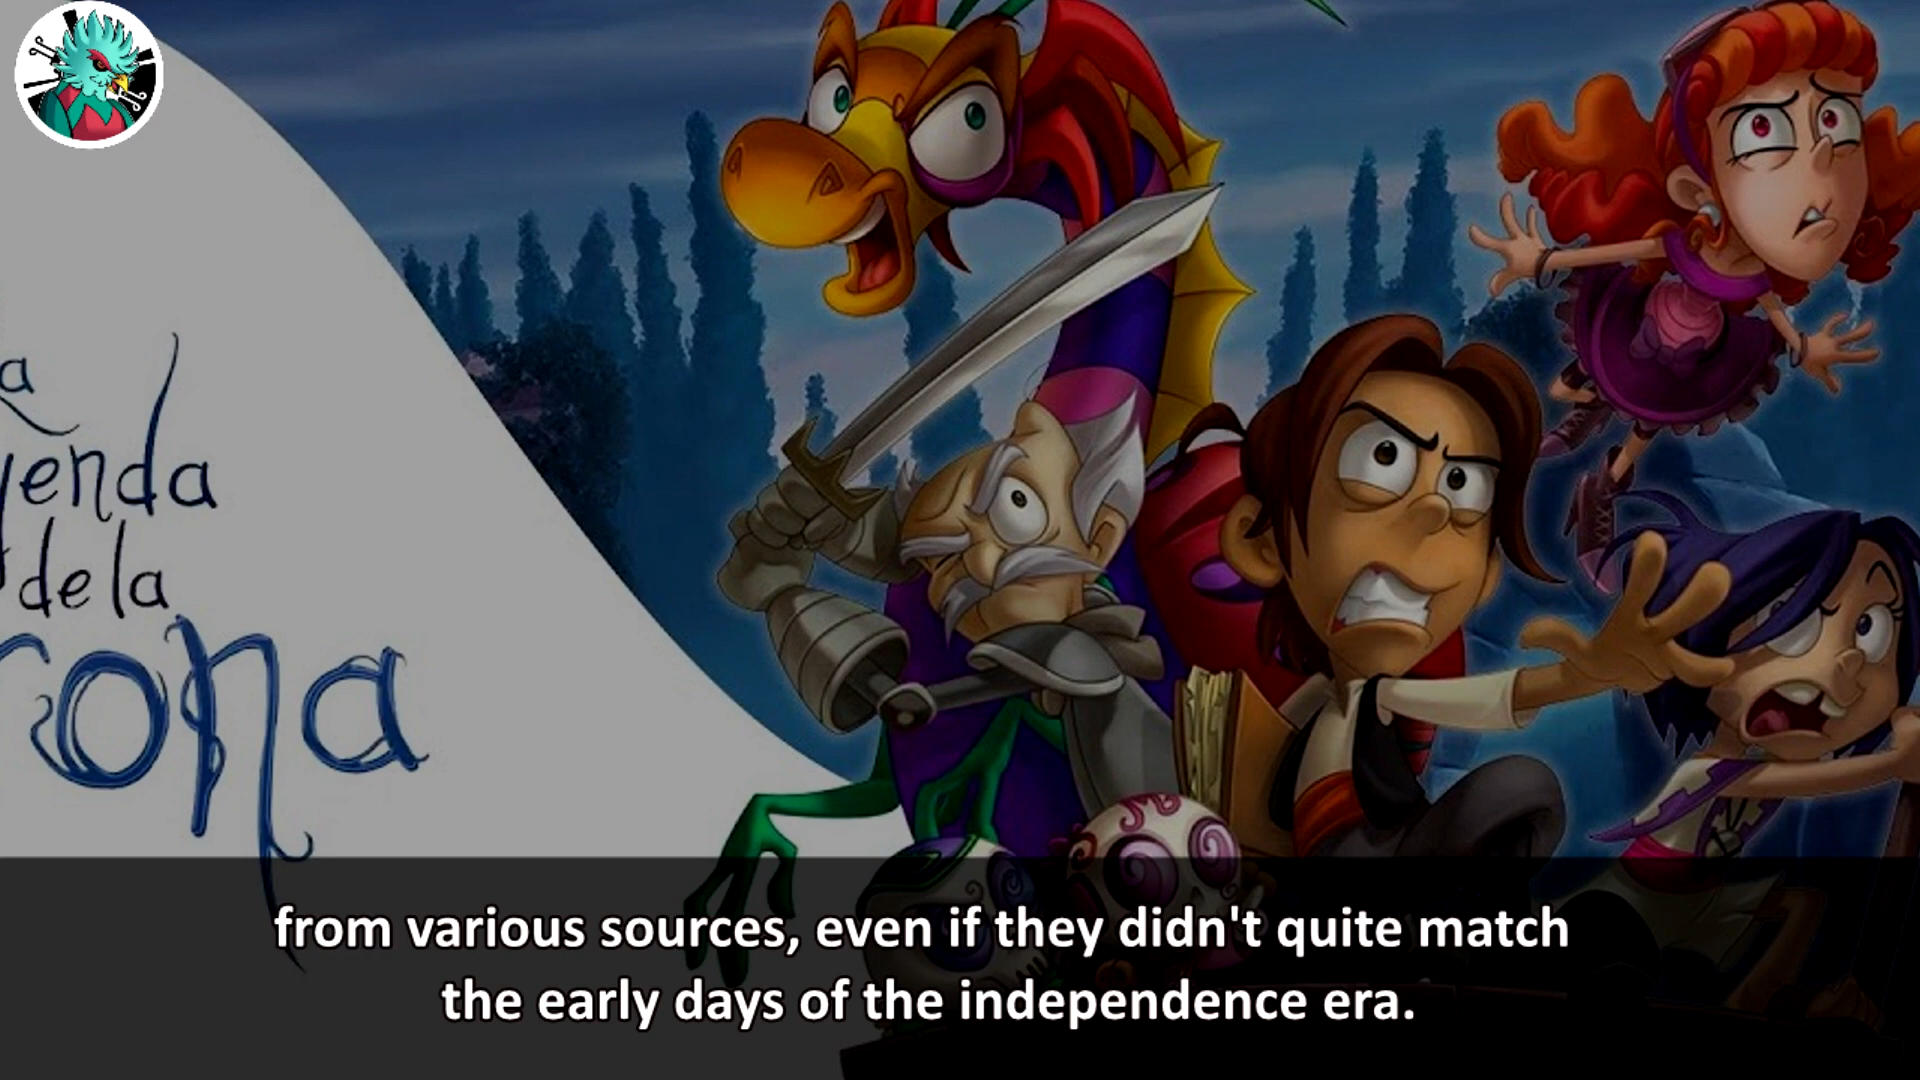 a
yenda
de la
rona
from various sources, even if they didn't quite match
the early days of the independence era.